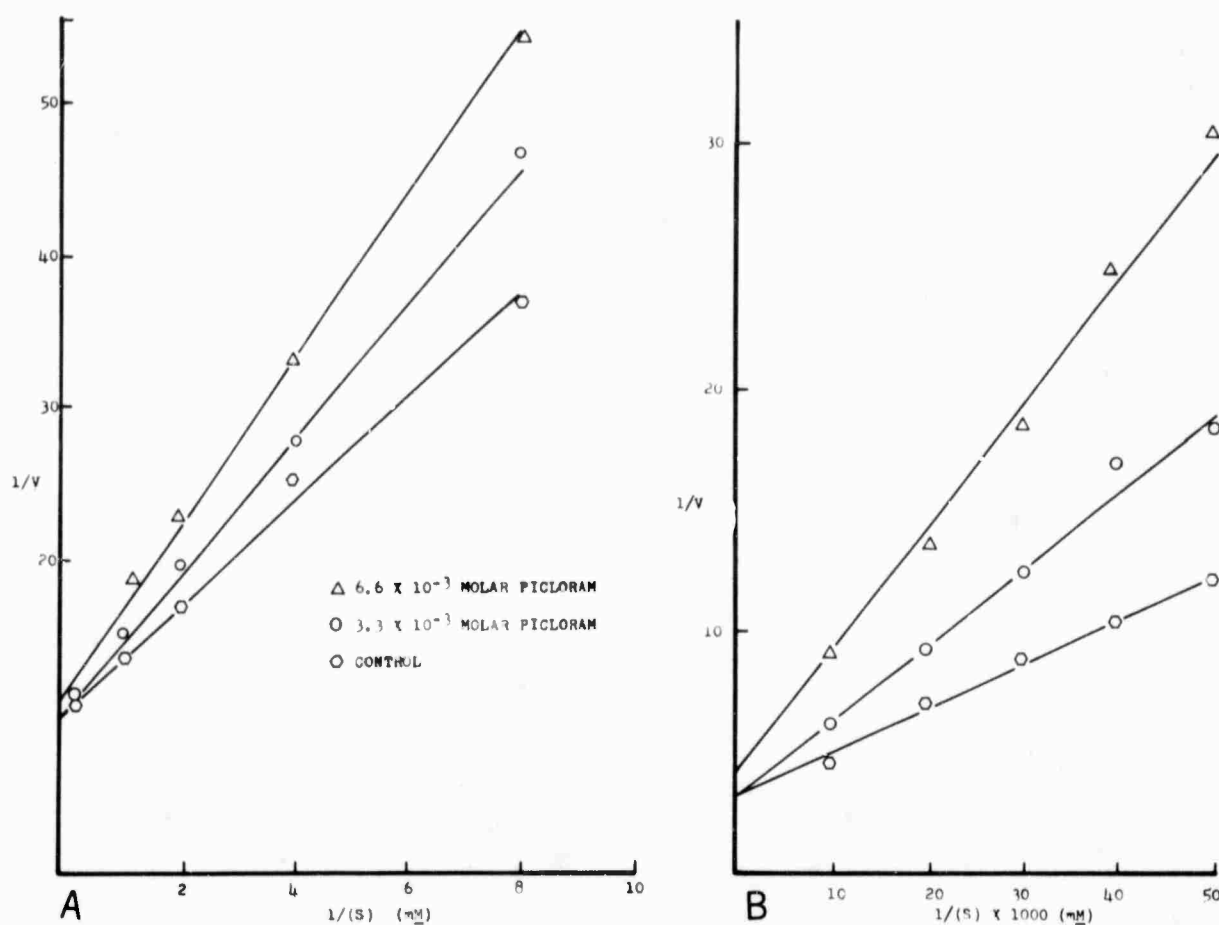 50
40
30
1/V
20
△ 6.6 X 10⁻³ MOLAR PICLORAM
○ 3.3 X 10⁻³ MOLAR PICLORAM
⬡ CONTROL
2 4 6 8 10
A 1/(S) (mM)
30
20
1/V
10
10 20 30 40 50
B 1/(S) X 1000 (mM)